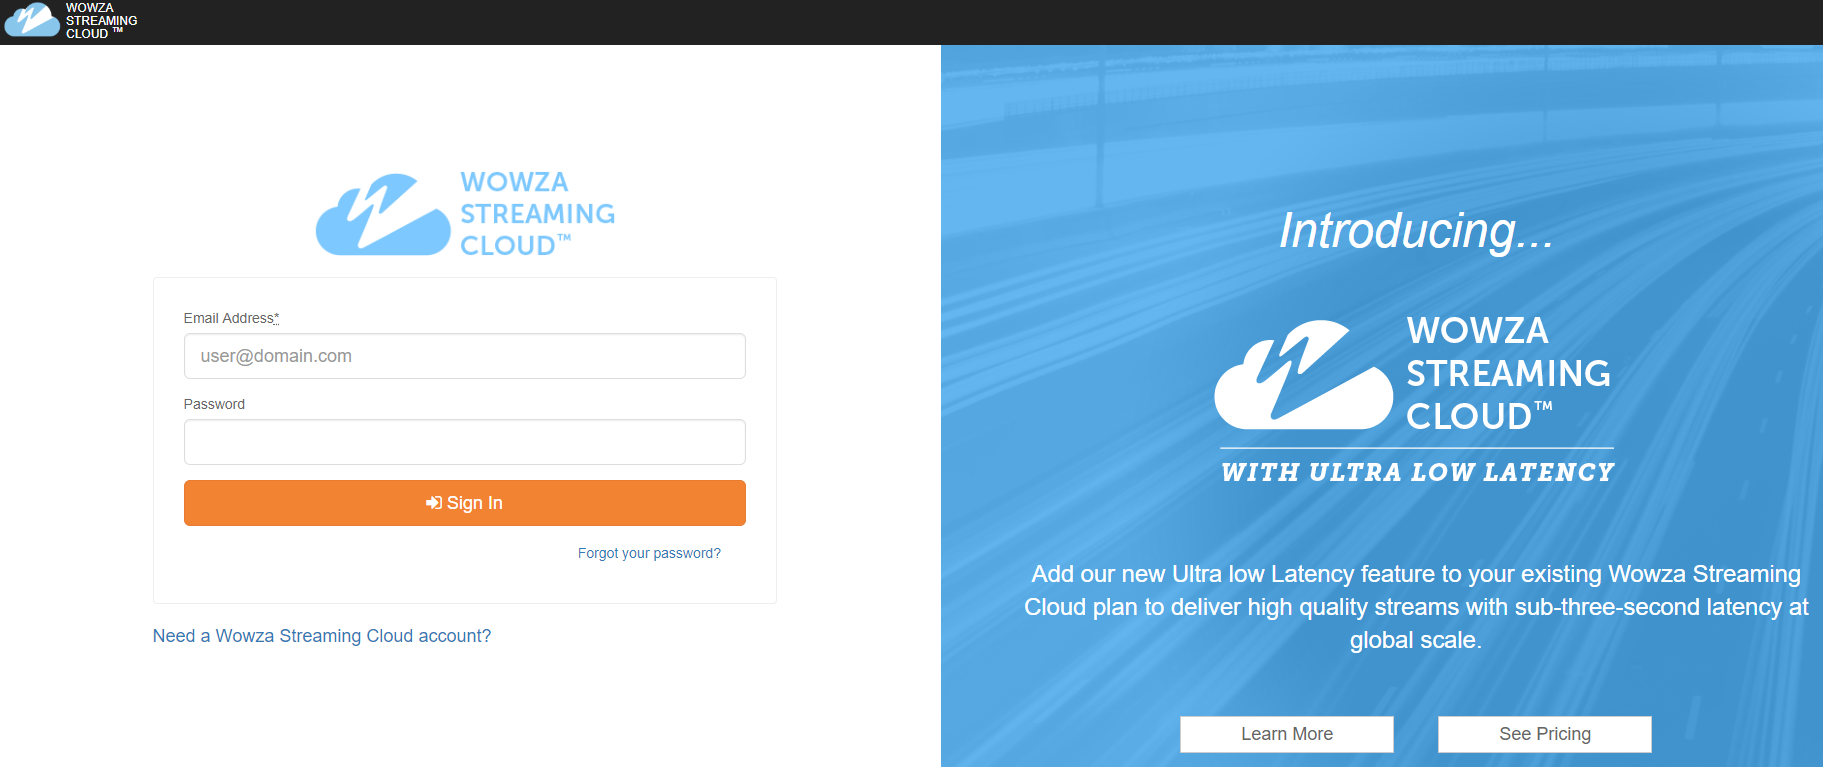 WOWZA
STREAMING
CLOUD ™
WOWZA
STREAMING
CLOUD™
Email Address*
user@domain.com
Password
Sign In
Forgot your password?
Need a Wowza Streaming Cloud account?
Introducing...
WOWZA
STREAMING
CLOUD™
WITH ULTRA LOW LATENCY
Add our new Ultra low Latency feature to your existing Wowza Streaming
Cloud plan to deliver high quality streams with sub-three-second latency at
global scale.
Learn More
See Pricing